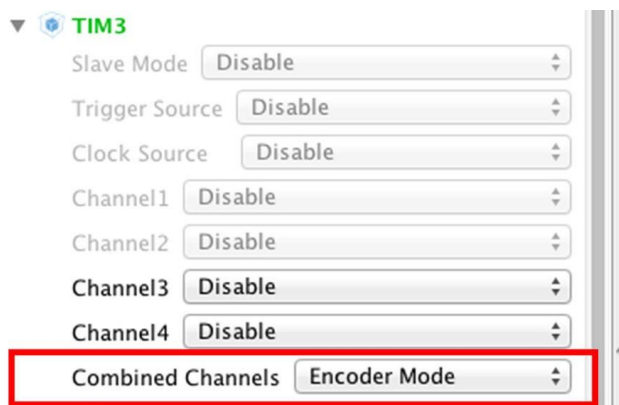 TIM3
Slave Mode Disable
Trigger Source Disable
Clock Source Disable
Channel1 Disable
Channel2 Disable
Channel3 Disable
Channel4 Disable
Combined Channels Encoder Mode